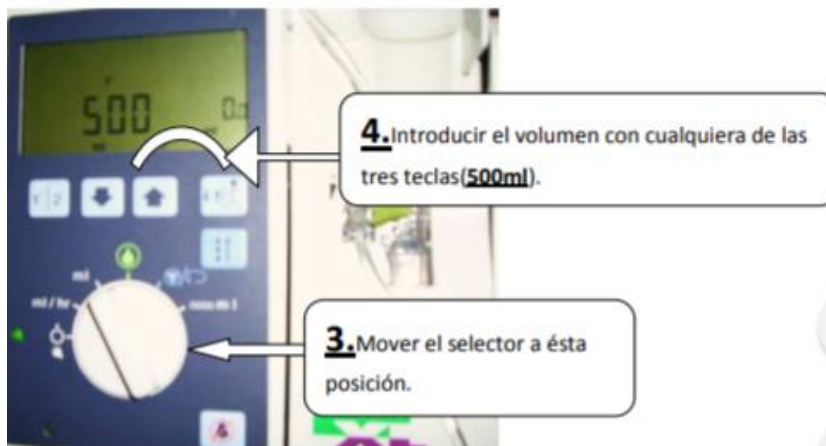 500
4.Introducir el volumen con cualquiera de las
tres teclas(500ml).
ml
ml/hr
3.Mover el selector a ésta
posición.